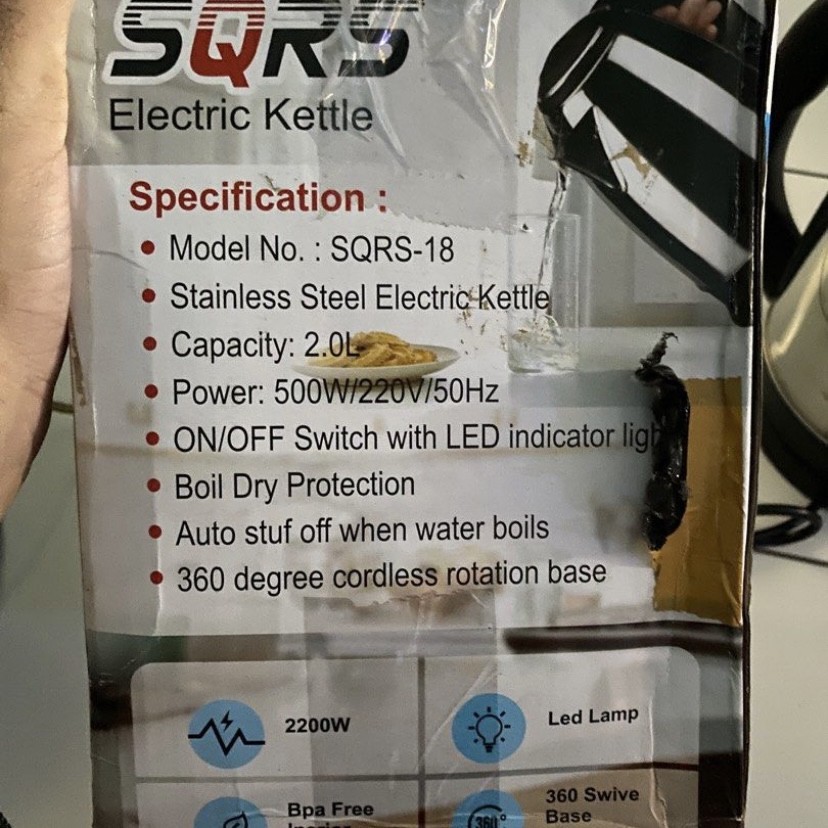 SQRS
Electric Kettle
Specification :
• Model No. : SQRS-18
• Stainless Steel Electric Kettle
• Capacity: 2.0L
• Power: 500W/220V/50Hz
• ON/OFF Switch with LED indicator
• Boil Dry Protection
• Auto stuf off when water boils
• 360 degree cordless rotation base
2200W
Led Lamp
Bpa Free
360 Swive
Base
360°